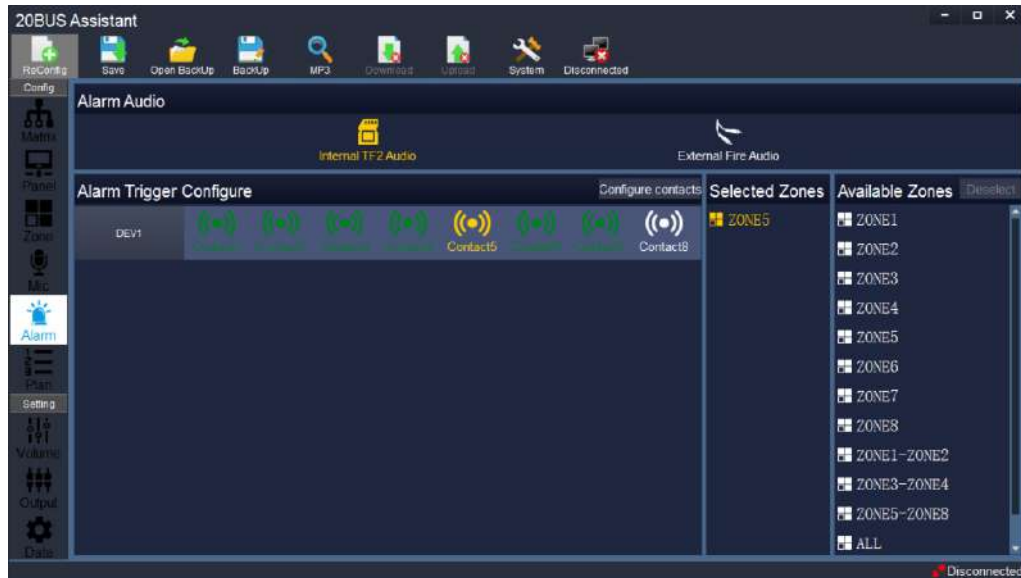 20BUS Assistant
ReConfig Save Open BackUp BackUp MP3 Download Upload System Disconnected
Config
Alarm Audio
Matrix
Internal TF2 Audio
External Fire Audio
Panel
Alarm Trigger Configure
Configure contacts
Selected Zones
Available Zones
Deselect
Zone
DEV1
Contact5
Contact8
ZONE5
ZONE1
ZONE2
Mic
ZONE3
ZONE4
Alarm
ZONE5
Plan
ZONE6
Setting
ZONE7
ZONE8
Volume
ZONE1-ZONE2
Output
ZONE3-ZONE4
ZONE5-ZONE8
Date
ALL
Disconnected